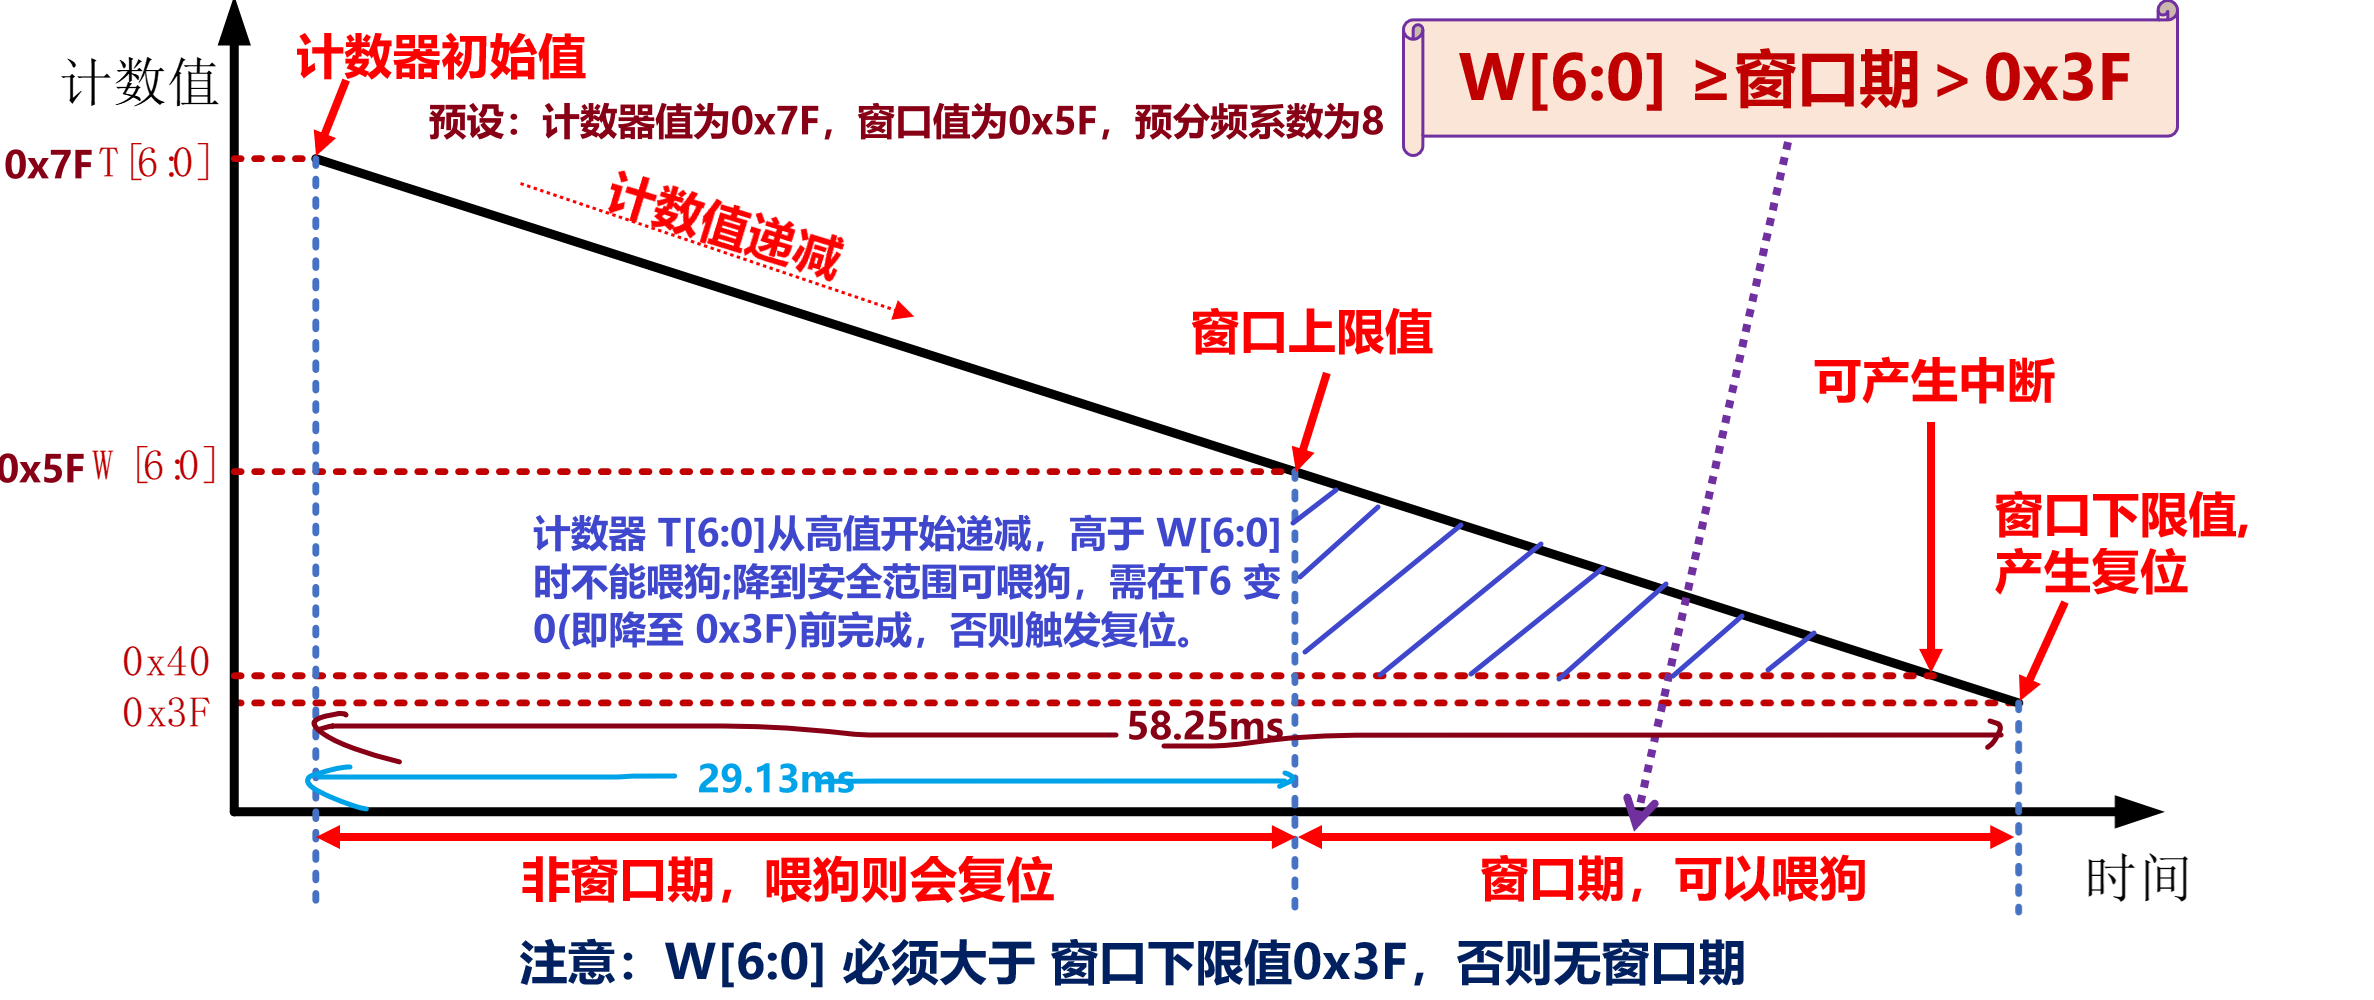 计数值
计数器初始值
W[6:0] ≥窗口期>0x3F
预设：计数器值为0x7F，窗口值为0x5F，预分频系数为8
0x7F T[6:0]
计数值递减
窗口上限值
可产生中断
0x5F W [6:0]
窗口下限值,
产生复位
计数器 T[6:0]从高值开始递减，高于 W[6:0]
时不能喂狗;降到安全范围可喂狗，需在T6 变
0(即降至 0x3F)前完成，否则触发复位。
0x40
0x3F
58.25ms
29.13ms
非窗口期，喂狗则会复位
窗口期，可以喂狗
时间
注意：W[6:0] 必须大于 窗口下限值0x3F，否则无窗口期